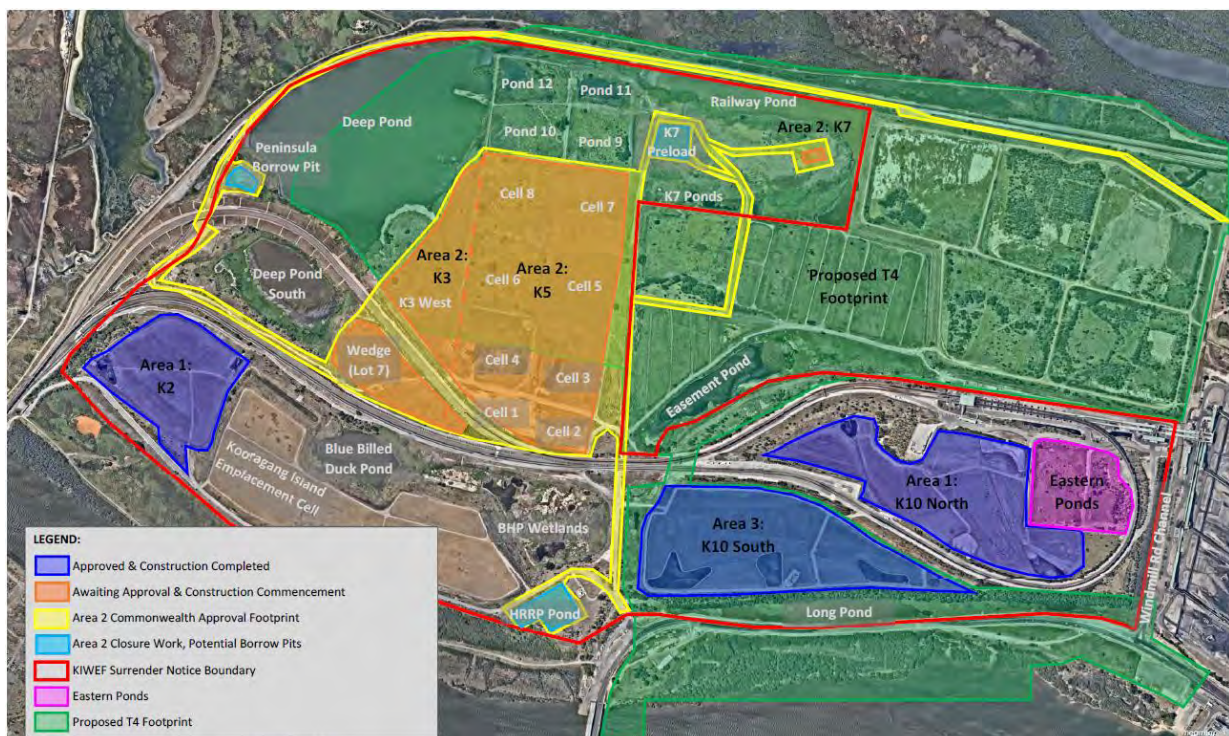 Pond 12
Pond 11
Railway Pond
Deep Pond
Pond 10
Pond 9
K7
Preload
Area 2: K7
Peninsula
Borrow Pit
Cell 8
Cell 7
K7 Ponds
Area 2:
K3
Area 2:
K5
Cell 6
Cell 5
Proposed T4
Footprint
Deep Pond
South
K3 West
Wedge
(Lot 7)
Cell 4
Cell 3
Easement Pond
Area 1:
K2
Cell 1
Cell 2
Blue Billed
Duck Pond
Kooragang Island
Emplacement Cell
Area 1:
K10 North
Eastern
Ponds
BHP Wetlands
Area 3:
K10 South
Windmill Rd Channel
HRRP Pond
Long Pond
LEGEND:
Approved & Construction Completed
Awaiting Approval & Construction Commencement
Area 2 Commonwealth Approval Footprint
Area 2 Closure Work, Potential Borrow Pits
KIWEF Surrender Notice Boundary
Eastern Ponds
Proposed T4 Footprint